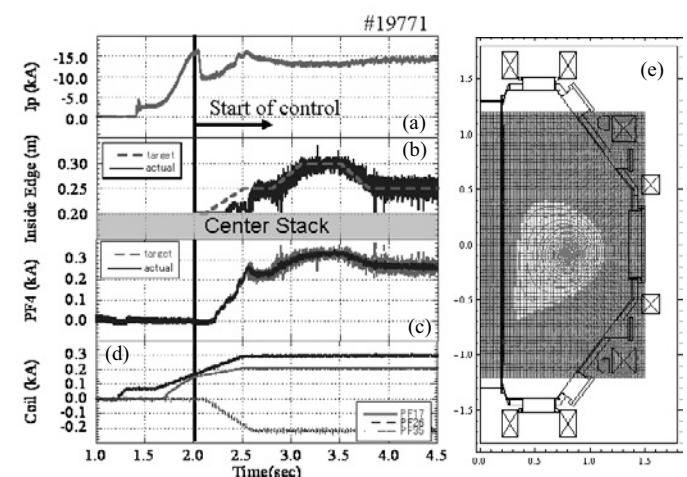 #19771
Ip (kA)
-15.0
-10.0
-5.0
0.0
Start of control
(a)
Inside Edge (m)
0.30
0.25
0.20
target
actual
(b)
Center Stack
PF4 (kA)
0.3
0.2
0.1
0.0
target
actual
(c)
Coil (kA)
0.3
0.2
0.1
0.0
-0.1
-0.2
(d)
PF17
PF26
PF35
1.0 1.5 2.0 2.5 3.0 3.5 4.0 4.5
Time(sec)
(e)
1.5
1.0
0.5
0.0
-0.5
-1.0
-1.5
0.0 0.5 1.0 1.5